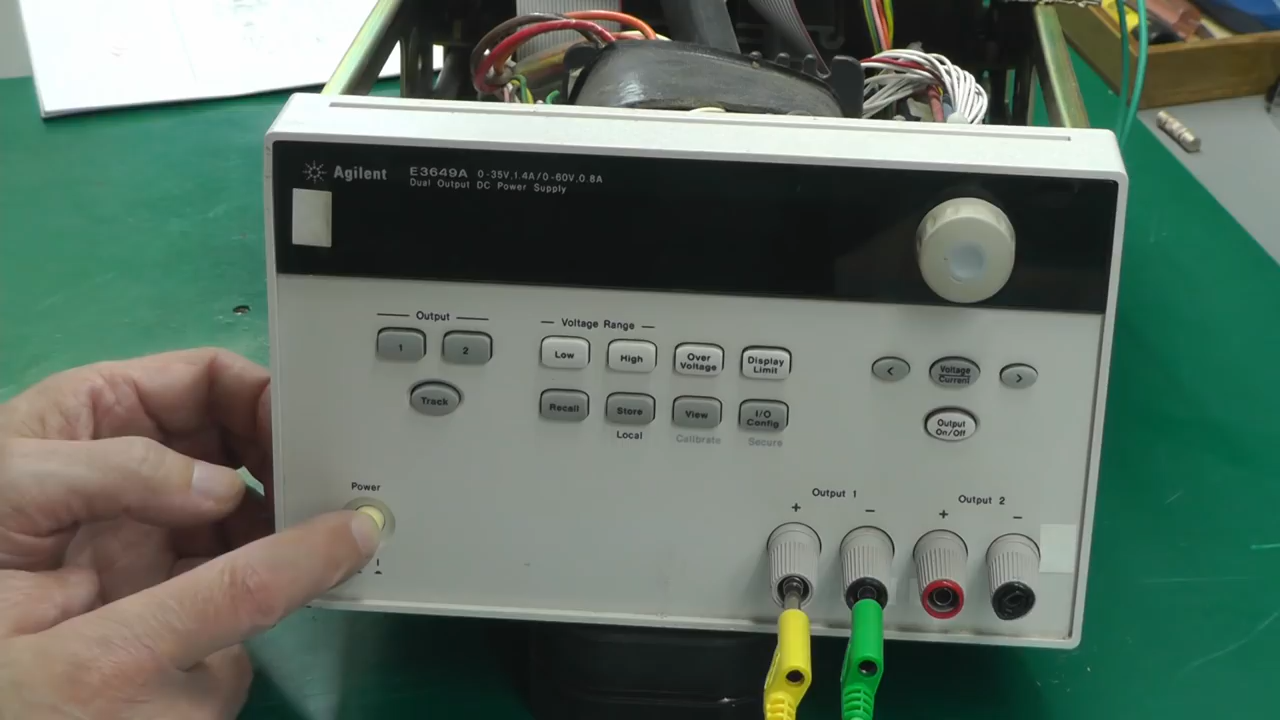 Agilent E3649A 0-35V,1.4A/0-60V,0.8A
Dual Output DC Power Supply
Output
1 2
Track
Voltage Range
Low High Over Voltage Display Limit
Recall Store View I/O Config
Local Calibrate Secure
< Voltage Current >
Output On/Off
Power
Output 1
+ −
Output 2
+ −